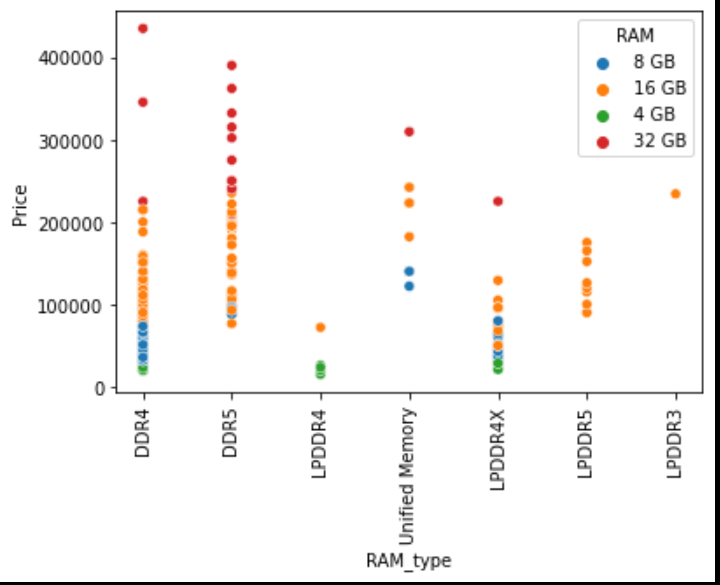 RAM
8 GB
16 GB
4 GB
32 GB
Price
400000
300000
200000
100000
0
DDR4
DDR5
LPDDR4
Unified Memory
LPDDR4X
LPDDR5
LPDDR3
RAM_type